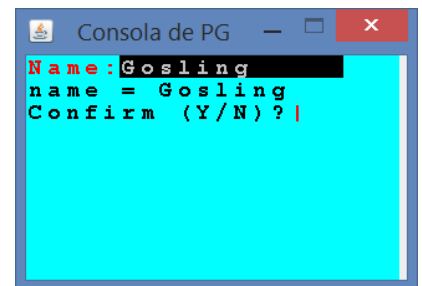 Consola de PG
Name:Gosling
name = Gosling
Confirm (Y/N)?